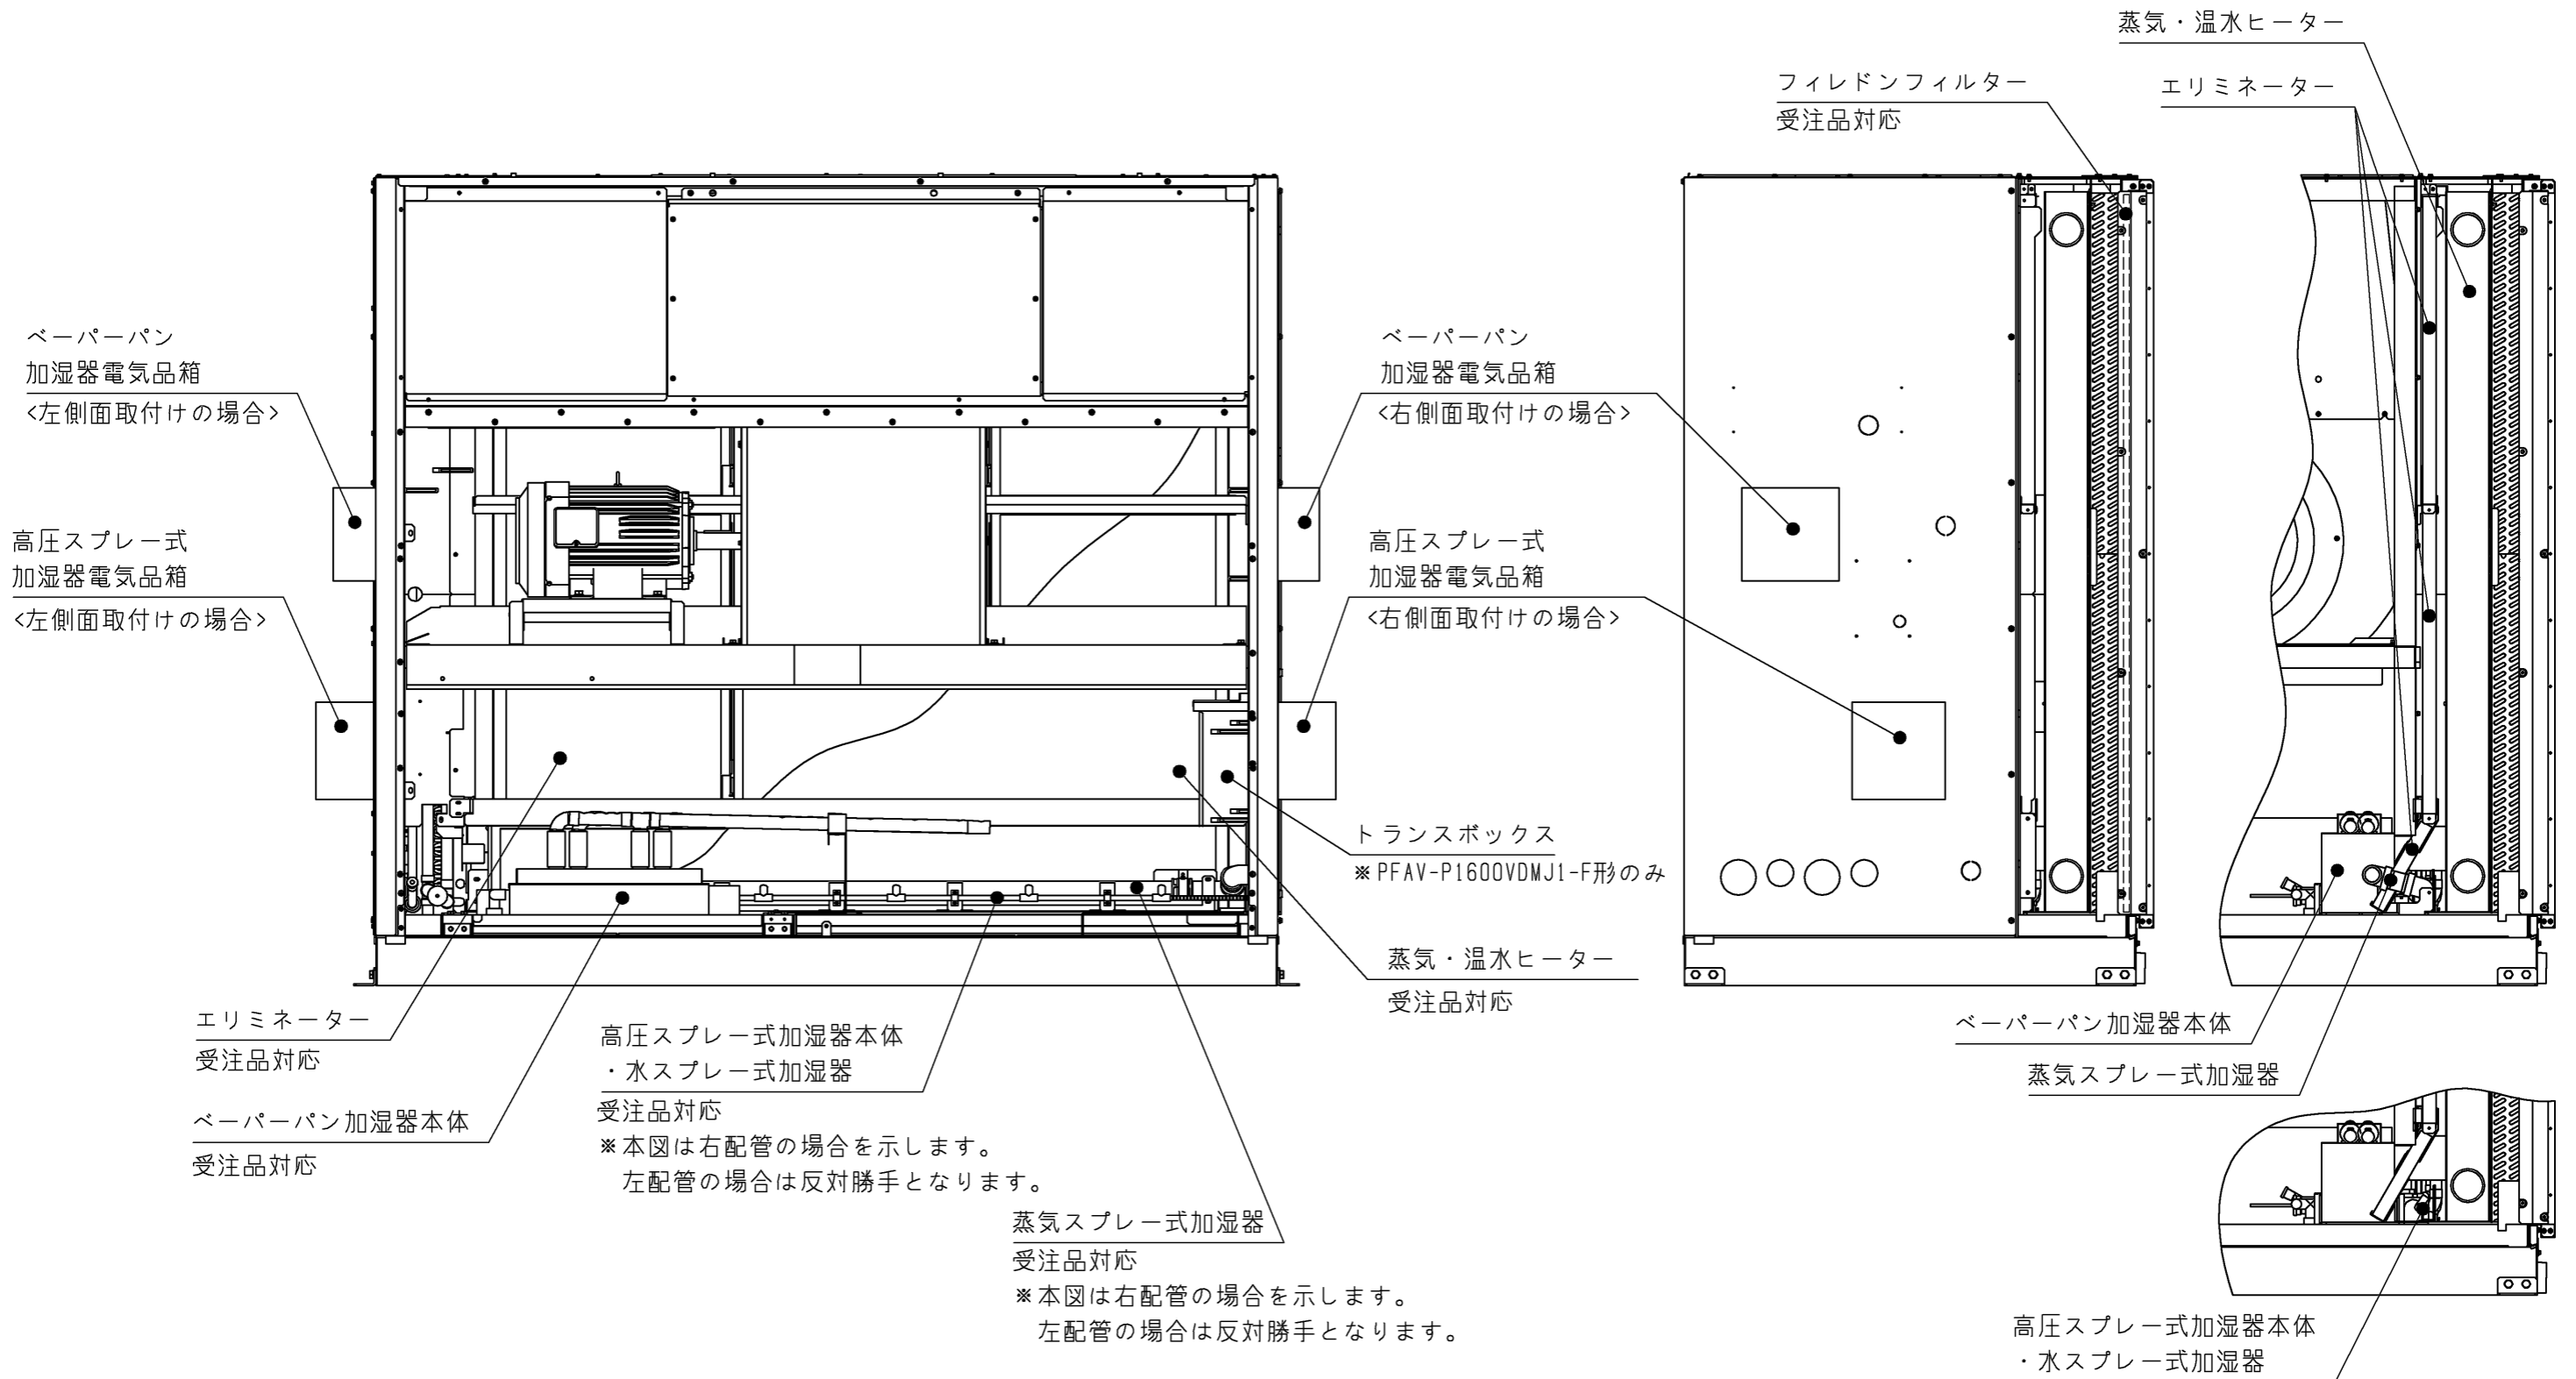 蒸気・温水ヒーター
フィレドンフィルター
受注品対応
エリミネーター
ベーパーパン
加湿器電気品箱
<左側面取付けの場合>
高圧スプレー式
加湿器電気品箱
<左側面取付けの場合>
ベーパーパン
加湿器電気品箱
<右側面取付けの場合>
高圧スプレー式
加湿器電気品箱
<右側面取付けの場合>
トランスボックス
※PFAV-P1600VDMJ1-F形のみ
蒸気・温水ヒーター
受注品対応
エリミネーター
受注品対応
ベーパーパン加湿器本体
受注品対応
高圧スプレー式加湿器本体
・水スプレー式加湿器
受注品対応
※本図は右配管の場合を示します。
左配管の場合は反対勝手となります。
蒸気スプレー式加湿器
受注品対応
※本図は右配管の場合を示します。
左配管の場合は反対勝手となります。
ベーパーパン加湿器本体
蒸気スプレー式加湿器
高圧スプレー式加湿器本体
・水スプレー式加湿器